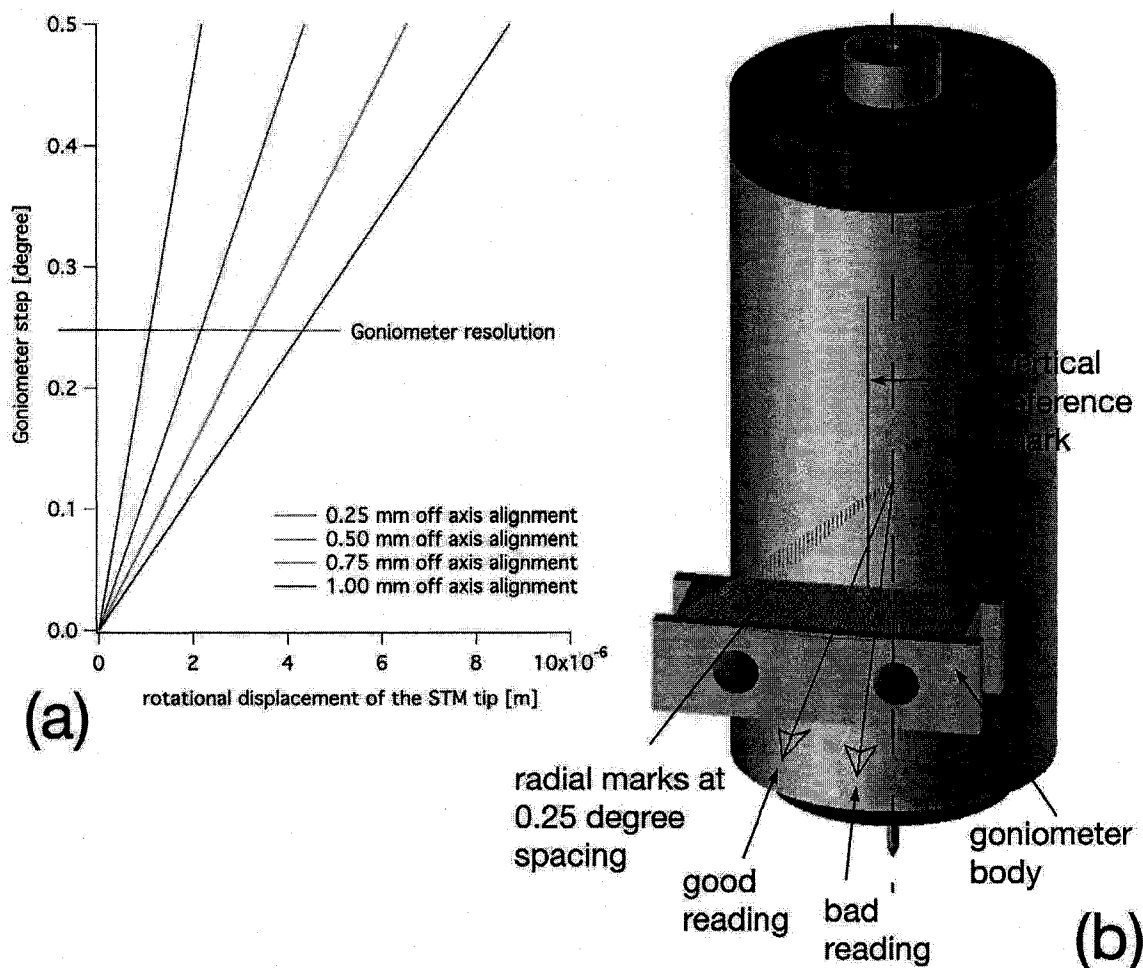 0.5
0.4
0.3
0.2
0.1
0.0
Goniometer step [degree]
Goniometer resolution
0.25 mm off axis alignment
0.50 mm off axis alignment
0.75 mm off axis alignment
1.00 mm off axis alignment
0
2
4
6
8
10x10⁻⁶
rotational displacement of the STM tip [m]
(a)
radial marks at
0.25 degree
spacing
good
reading
bad
reading
goniometer
body
(b)